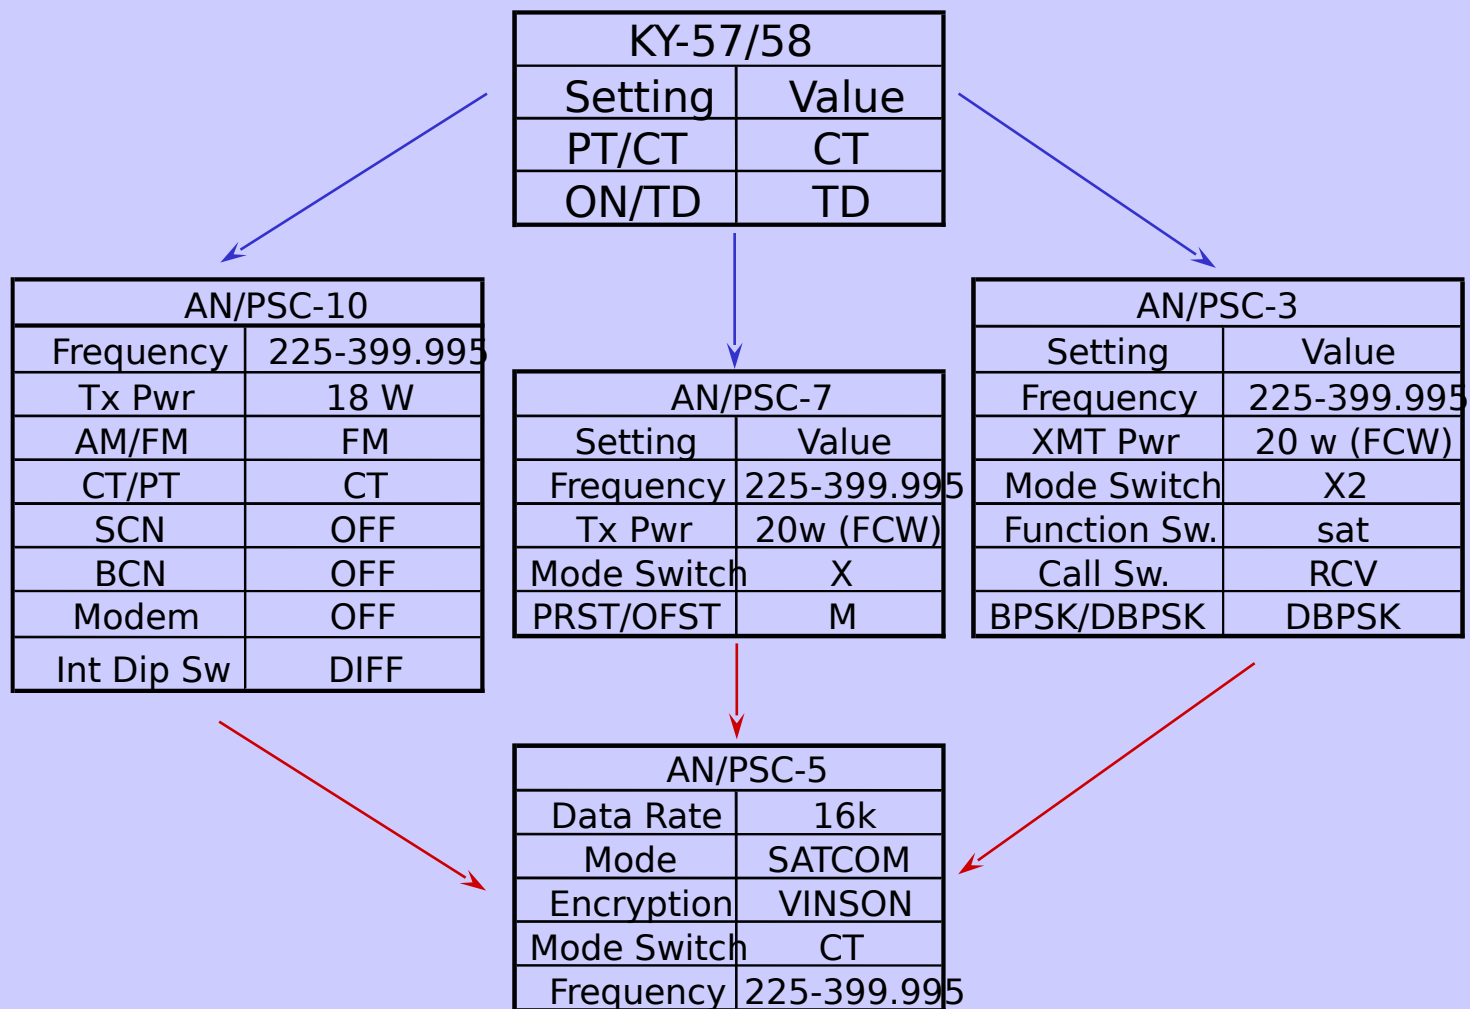 KY-57/58
Setting Value
PT/CT CT
ON/TD TD
AN/PSC-10
Frequency 225-399.995
Tx Pwr 18 W
AM/FM FM
CT/PT CT
SCN OFF
BCN OFF
Modem OFF
Int Dip Sw DIFF
AN/PSC-7
Setting Value
Frequency 225-399.995
Tx Pwr 20w (FCW)
Mode Switch X
PRST/OFST M
AN/PSC-3
Setting Value
Frequency 225-399.995
XMT Pwr 20 w (FCW)
Mode Switch X2
Function Sw. sat
Call Sw. RCV
BPSK/DBPSK DBPSK
AN/PSC-5
Data Rate 16k
Mode SATCOM
Encryption VINSON
Mode Switch CT
Frequency 225-399.995